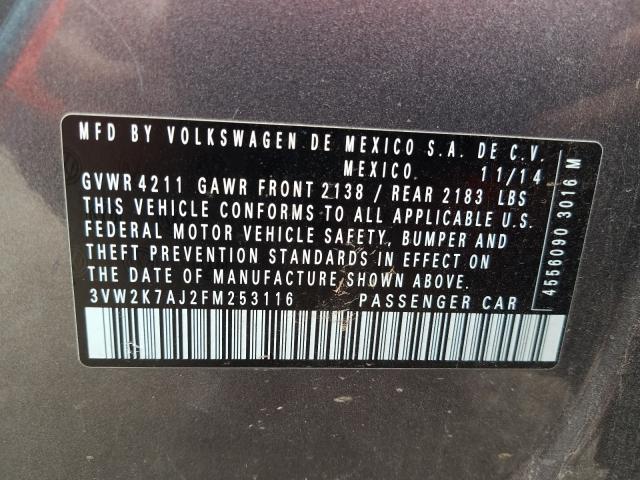 MFD BY VOLKSWAGEN DE MEXICO S.A. DE C.V.
MEXICO. 11/14
GVWR 4211 GAWR FRONT 2138 / REAR 2183 LBS
THIS VEHICLE CONFORMS TO ALL APPLICABLE U.S.
FEDERAL MOTOR VEHICLE SAFETY, BUMPER AND
THEFT PREVENTION STANDARDS IN EFFECT ON
THE DATE OF MANUFACTURE SHOWN ABOVE.
3VW2K7AJ2FM253116 PASSENGER CAR
4556090 3016 M